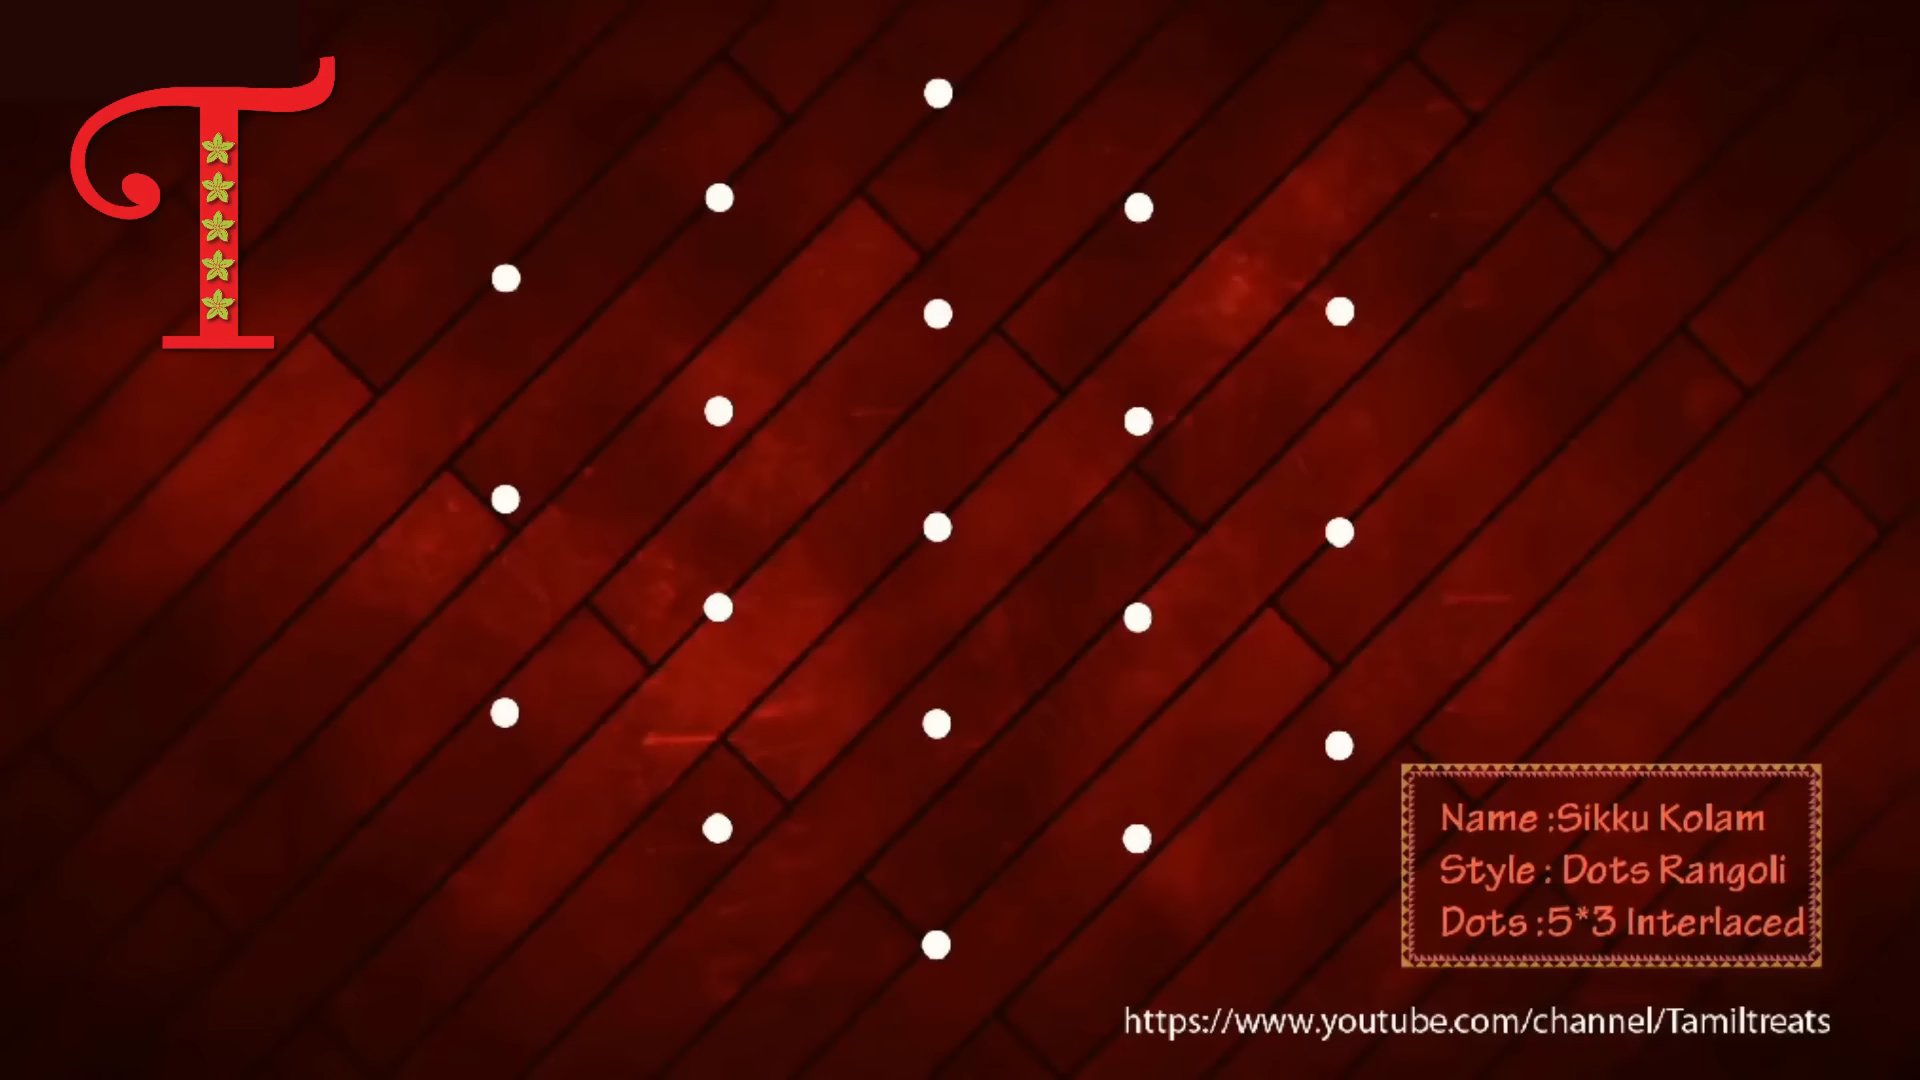 T
Name :Sikku Kolam
Style : Dots Rangoli
Dots :5*3 Interlaced
https://www.youtube.com/channel/Tamiltreats